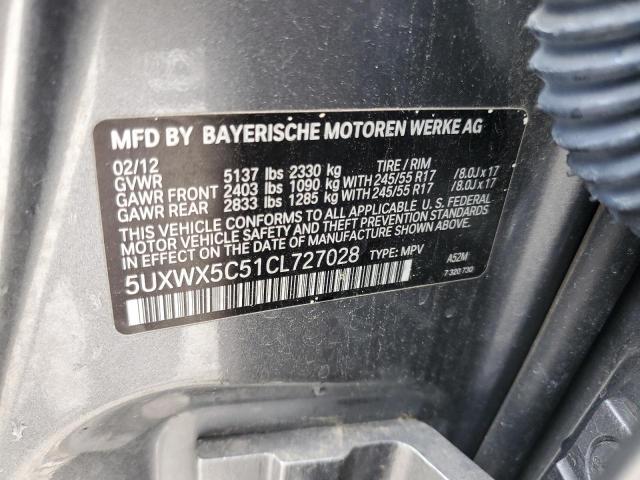 MFD BY BAYERISCHE MOTOREN WERKE AG
02/12 TIRE / RIM
GVWR 5137 lbs 2330 kg
GAWR FRONT 2403 lbs 1090 kg WITH 245/55 R17 /8.0J x 17
GAWR REAR 2833 lbs 1285 kg WITH 245/55 R17 /8.0J x 17
THIS VEHICLE CONFORMS TO ALL APPLICABLE U. S. FEDERAL
MOTOR VEHICLE SAFETY AND THEFT PREVENTION STANDARDS
IN EFFECT ON THE DATE OF MANUFACTURE SHOWN ABOVE.
5UXWX5C51CL727028 TYPE: MPV A52M
7 320 730